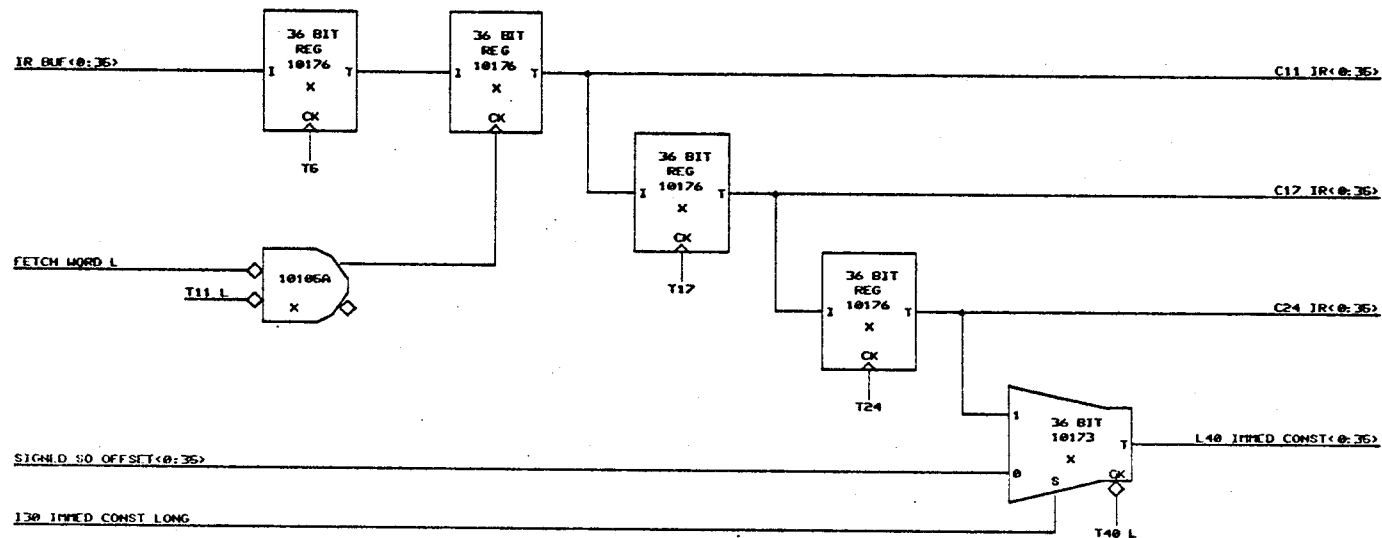 36 BIT
REG
10176
X
I
T
CK
T6
36 BIT
REG
10176
X
I
T
CK
IR BUF<0:35>
C11 IR<0:35>
36 BIT
REG
10176
X
I
T
CK
T17
C17 IR<0:35>
FETCH WORD L
T11 L
10105A
X
36 BIT
REG
10176
X
I
T
CK
T24
C24 IR<0:35>
36 BIT
10173
X
1
0
S
T
CK
T40 L
L40 IMMED CONST<0:35>
SIGNED SO OFFSET<0:35>
I30 IMMED CONST LONG